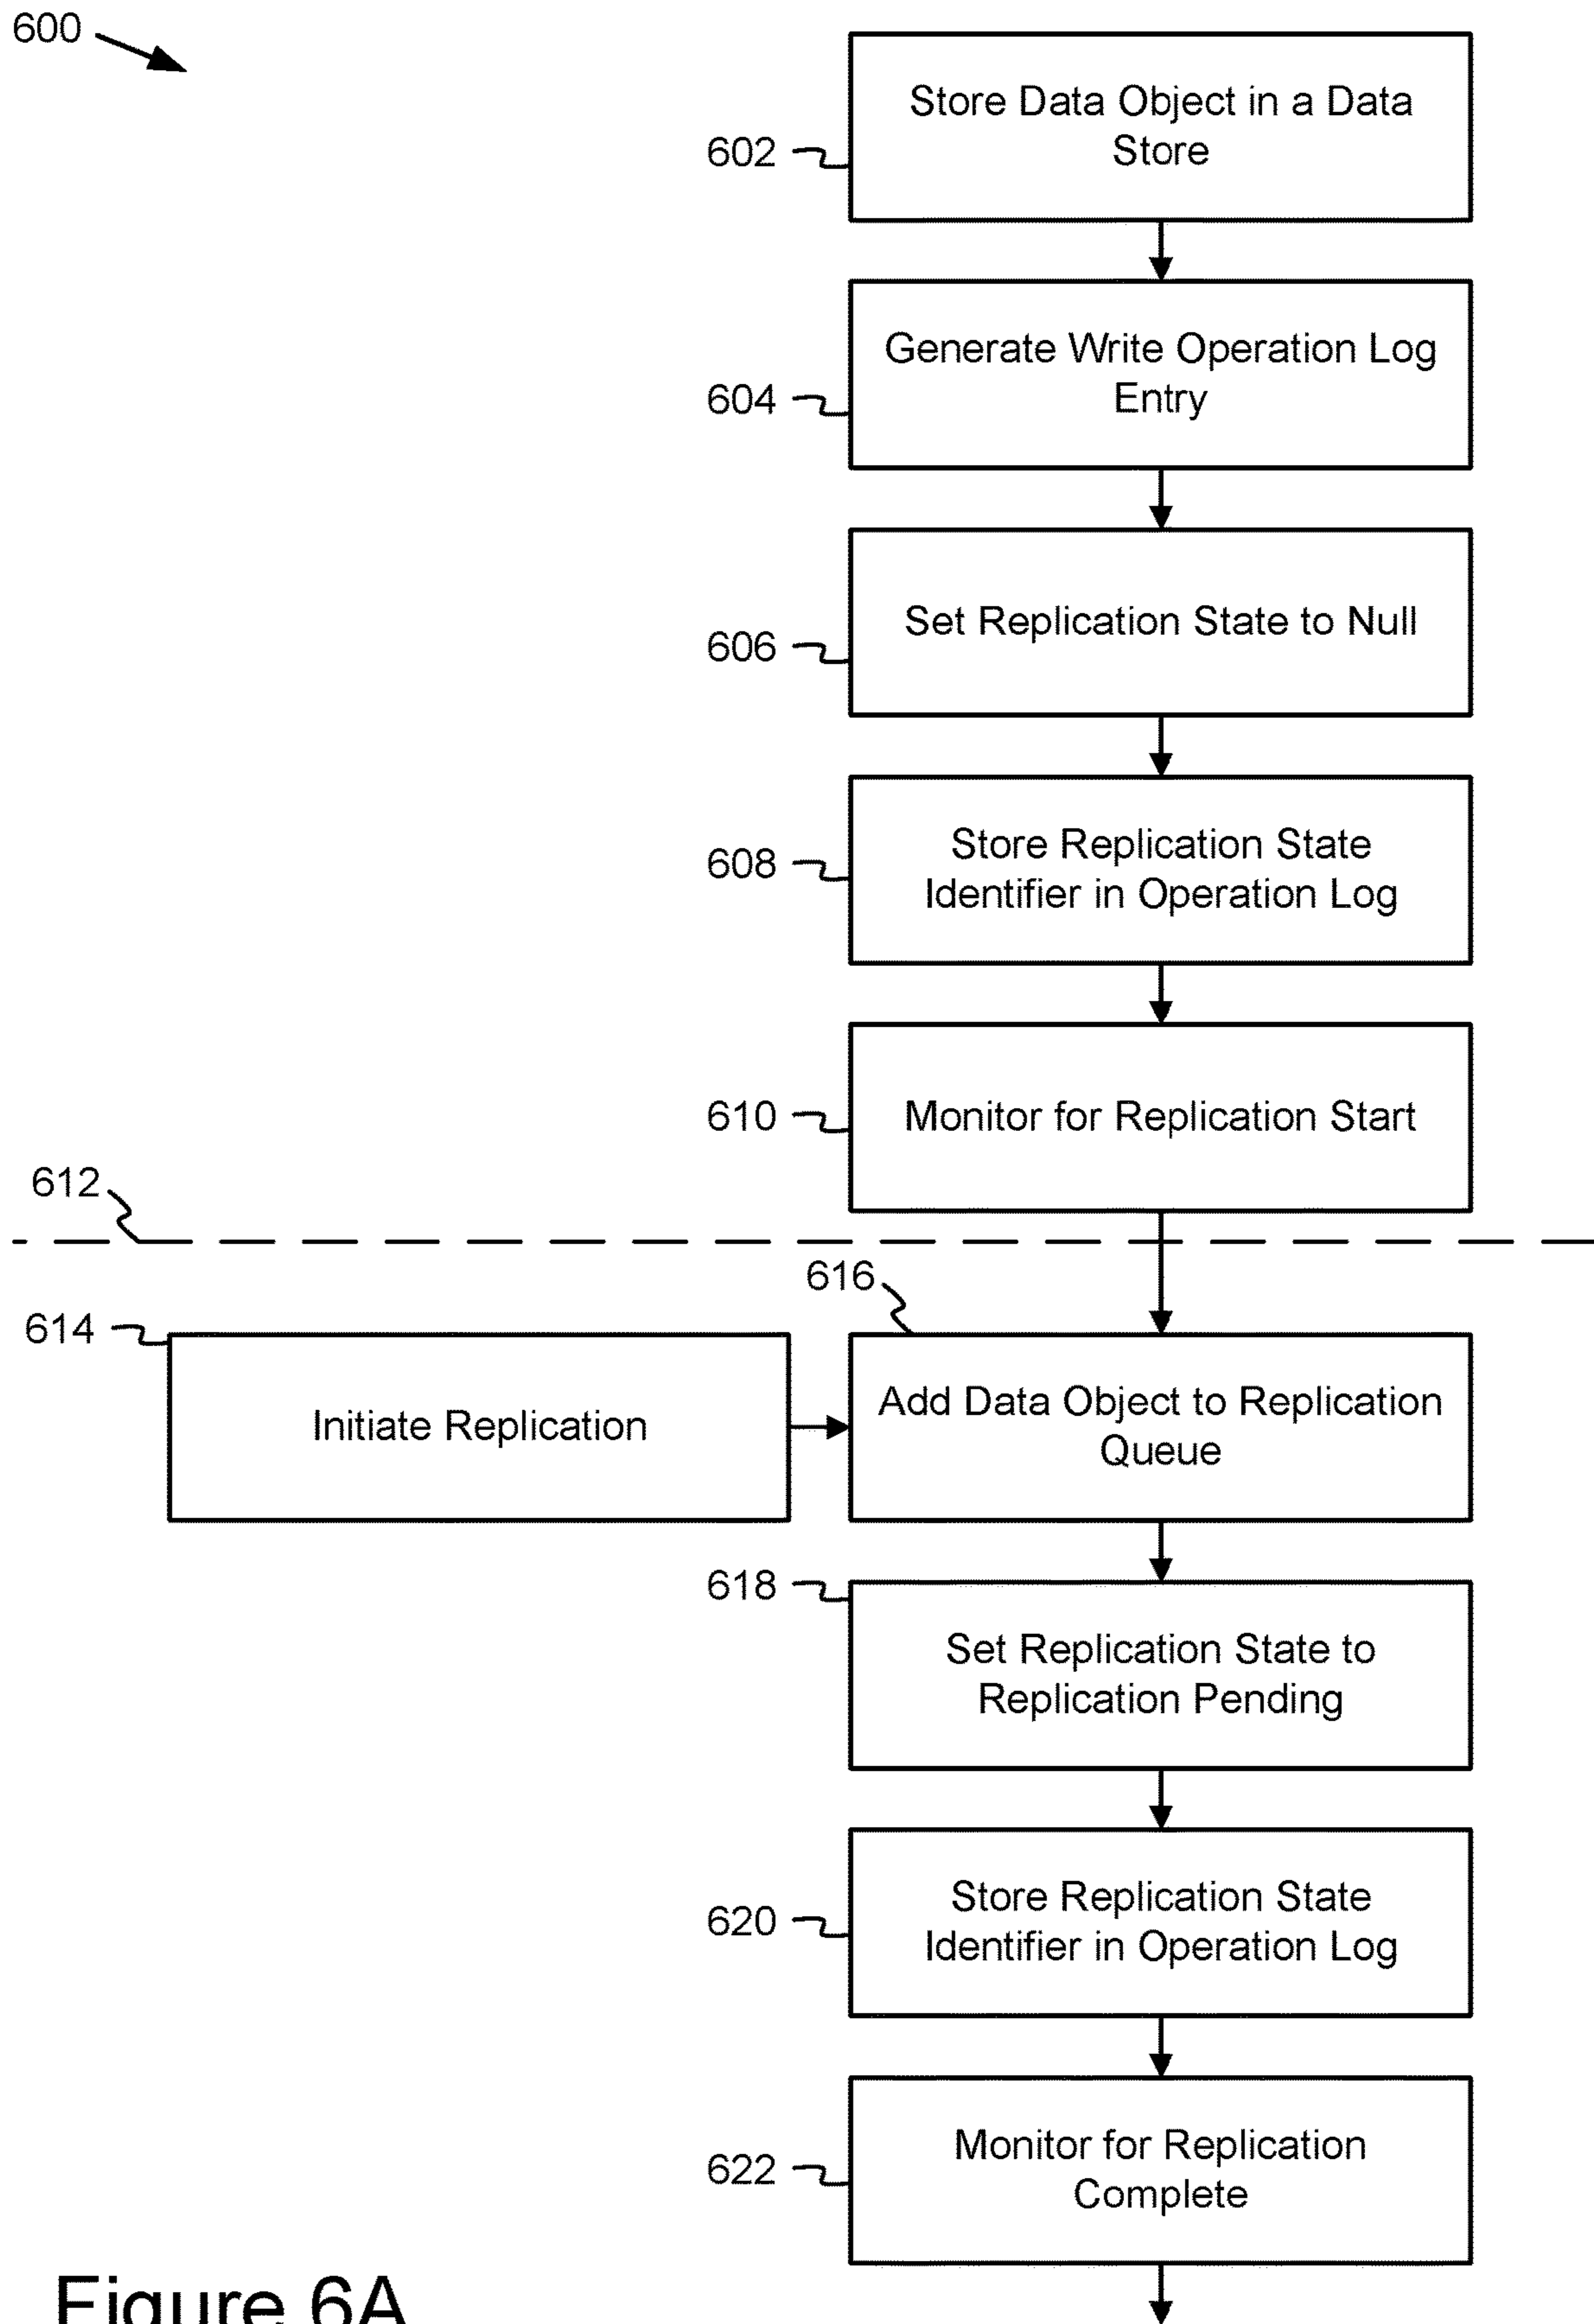 600
Store Data Object in a Data
Store
602
Generate Write Operation Log
Entry
604
Set Replication State to Null
606
Store Replication State
Identifier in Operation Log
608
Monitor for Replication Start
610
612
616
614
Initiate Replication
Add Data Object to Replication
Queue
618
Set Replication State to
Replication Pending
Store Replication State
Identifier in Operation Log
620
Monitor for Replication
Complete
622
Figure 6A